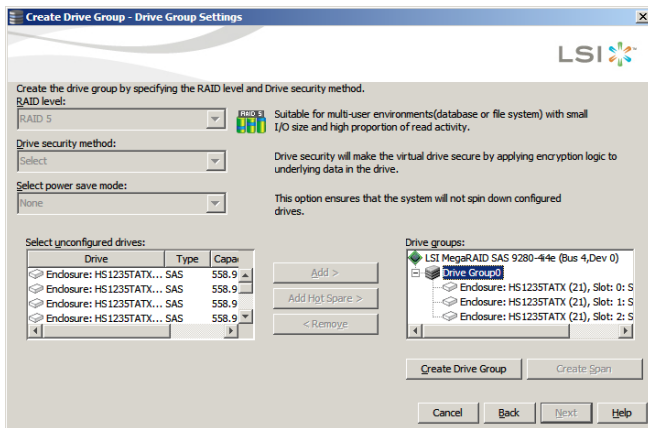 Create Drive Group - Drive Group Settings
LSI
Create the drive group by specifying the RAID level and Drive security method.
RAID level:
RAID 5
RAID 5
Suitable for multi-user environments(database or file system) with small
I/O size and high proportion of read activity.
Drive security method:
Select
Drive security will make the virtual drive secure by applying encryption logic to
underlying data in the drive.
Select power save mode:
None
This option ensures that the system will not spin down configured
drives.
Select unconfigured drives:
Drive Type Capa
Enclosure: HS1235TATX... SAS 558.9
Enclosure: HS1235TATX... SAS 558.9
Enclosure: HS1235TATX... SAS 558.9
Enclosure: HS1235TATX... SAS 558.9
Add >
Add Hot Spare >
< Remove
Drive groups:
LSI MegaRAID SAS 9280-4i4e (Bus 4,Dev 0)
Drive Group0
Enclosure: HS1235TATX (21), Slot: 0: S
Enclosure: HS1235TATX (21), Slot: 1: S
Enclosure: HS1235TATX (21), Slot: 2: S
Create Drive Group
Create Span
Cancel
Back
Next
Help